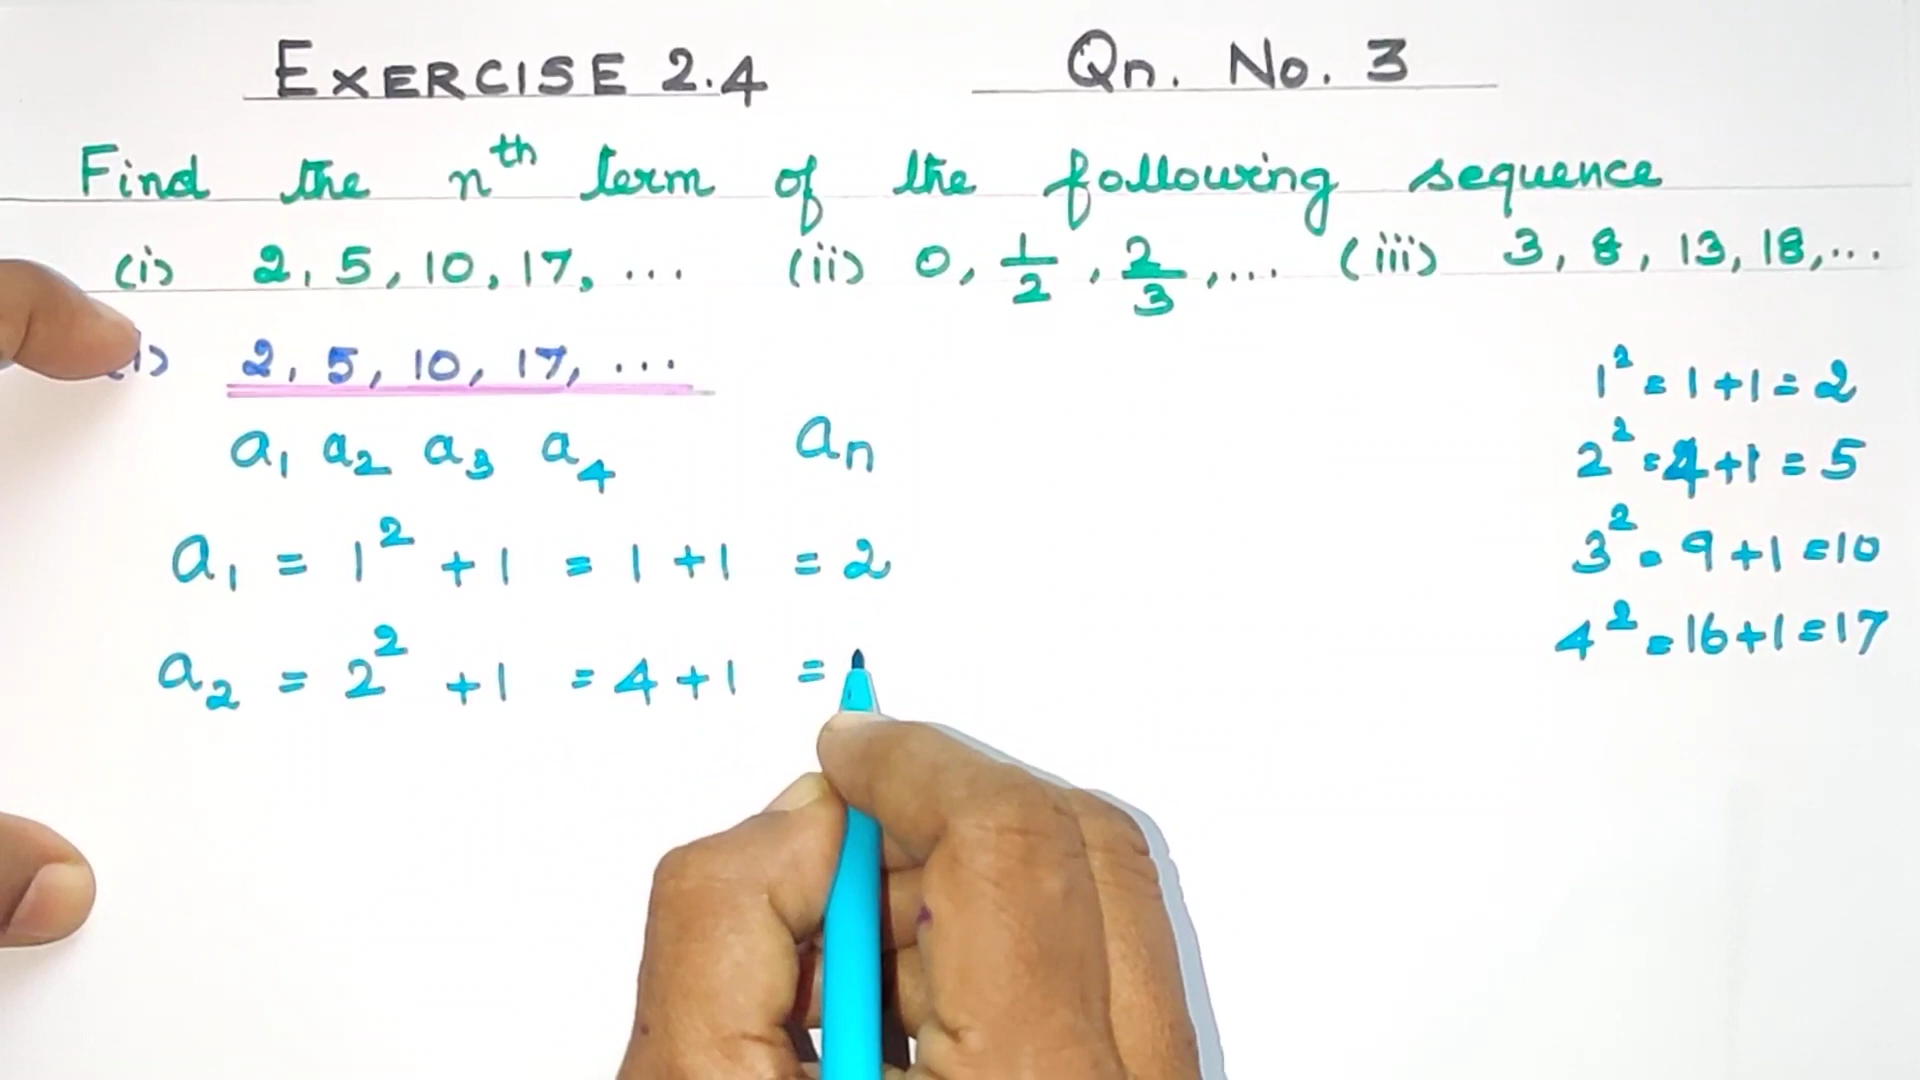 EXERCISE 2.4 Qn. No. 3
Find the nth term of the following sequence
(i) 2, 5, 10, 17, ... (ii) 0, 1/2, 2/3, .... (iii) 3, 8, 13, 18, ...
i) 2, 5, 10, 17, ...
a₁ a₂ a₃ a₄ aₙ
a₁ = 1² + 1 = 1 + 1 = 2
a₂ = 2² + 1 = 4 + 1 =
1² = 1 + 1 = 2
2² = 4 + 1 = 5
3² = 9 + 1 = 10
4² = 16 + 1 = 17